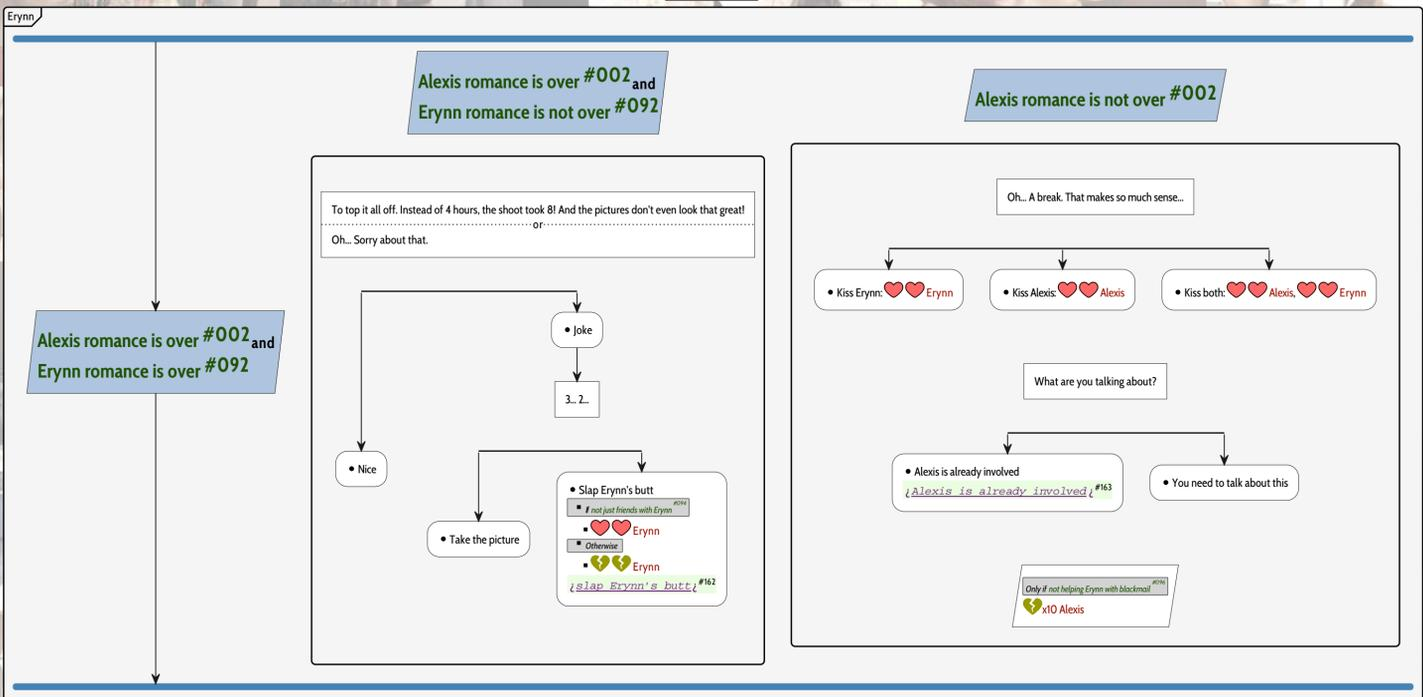 Erynn
Alexis romance is over #002 and
Erynn romance is over #092
Alexis romance is over #002 and
Erynn romance is not over #092
To top it all off. Instead of 4 hours, the shoot took 8! And the pictures don't even look that great!
or
Oh... Sorry about that.
• Joke
3... 2...
• Nice
• Take the picture
• Slap Erynn's butt
▪ If not just friends with Erynn #094
▪ Erynn
▪ Otherwise
▪ Erynn
¿slap Erynn's butt¿ #162
Alexis romance is not over #002
Oh... A break. That makes so much sense...
• Kiss Erynn: Erynn
• Kiss Alexis: Alexis
• Kiss both: Alexis, Erynn
What are you talking about?
• Alexis is already involved
¿Alexis is already involved¿ #163
• You need to talk about this
Only if not helping Erynn with blackmail #096
x10 Alexis